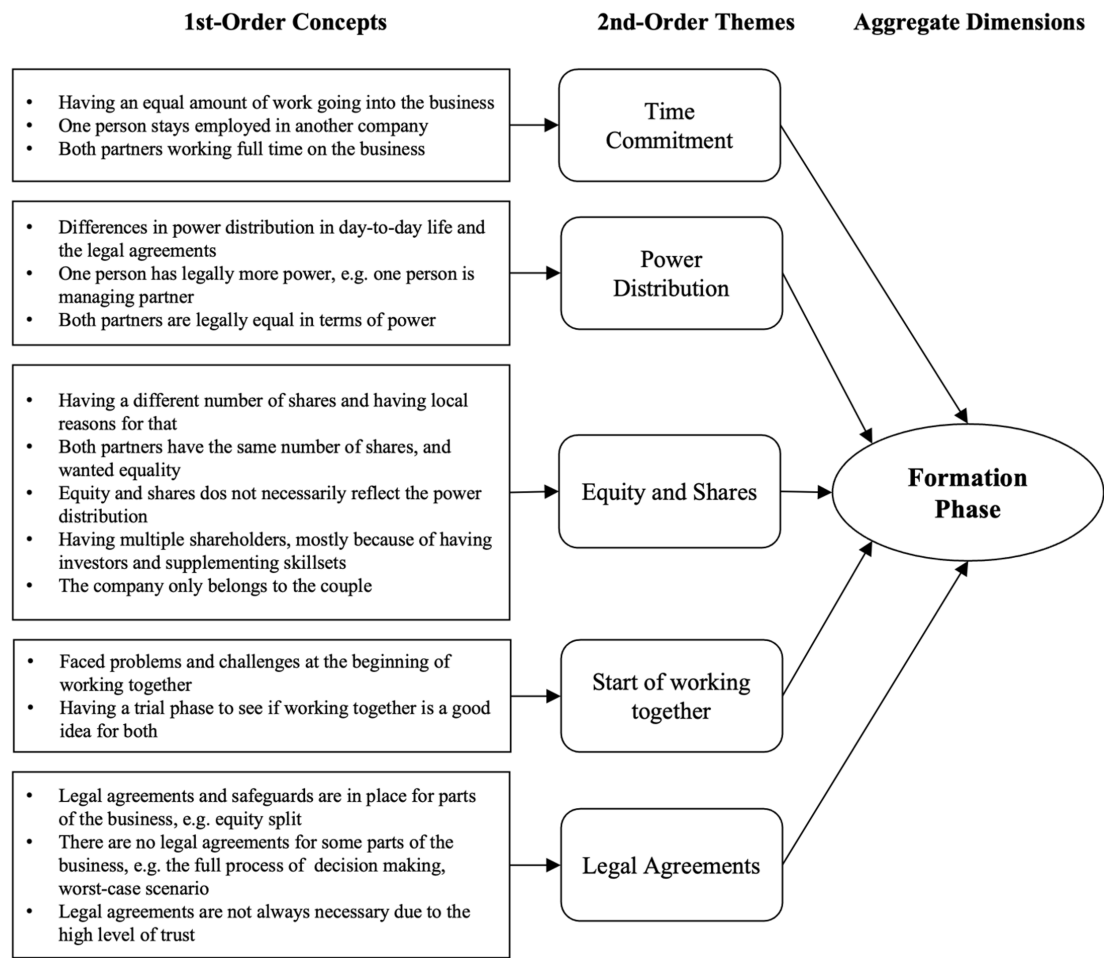 1st-Order Concepts
2nd-Order Themes
Aggregate Dimensions
• Having an equal amount of work going into the business
• One person stays employed in another company
• Both partners working full time on the business
Time
Commitment
• Differences in power distribution in day-to-day life and
the legal agreements
• One person has legally more power, e.g. one person is
managing partner
• Both partners are legally equal in terms of power
Power
Distribution
• Having a different number of shares and having local
reasons for that
• Both partners have the same number of shares, and
wanted equality
• Equity and shares dos not necessarily reflect the power
distribution
• Having multiple shareholders, mostly because of having
investors and supplementing skillsets
• The company only belongs to the couple
Equity and Shares
Formation
Phase
• Faced problems and challenges at the beginning of
working together
• Having a trial phase to see if working together is a good
idea for both
Start of working
together
• Legal agreements and safeguards are in place for parts
of the business, e.g. equity split
• There are no legal agreements for some parts of the
business, e.g. the full process of decision making,
worst-case scenario
• Legal agreements are not always necessary due to the
high level of trust
Legal Agreements